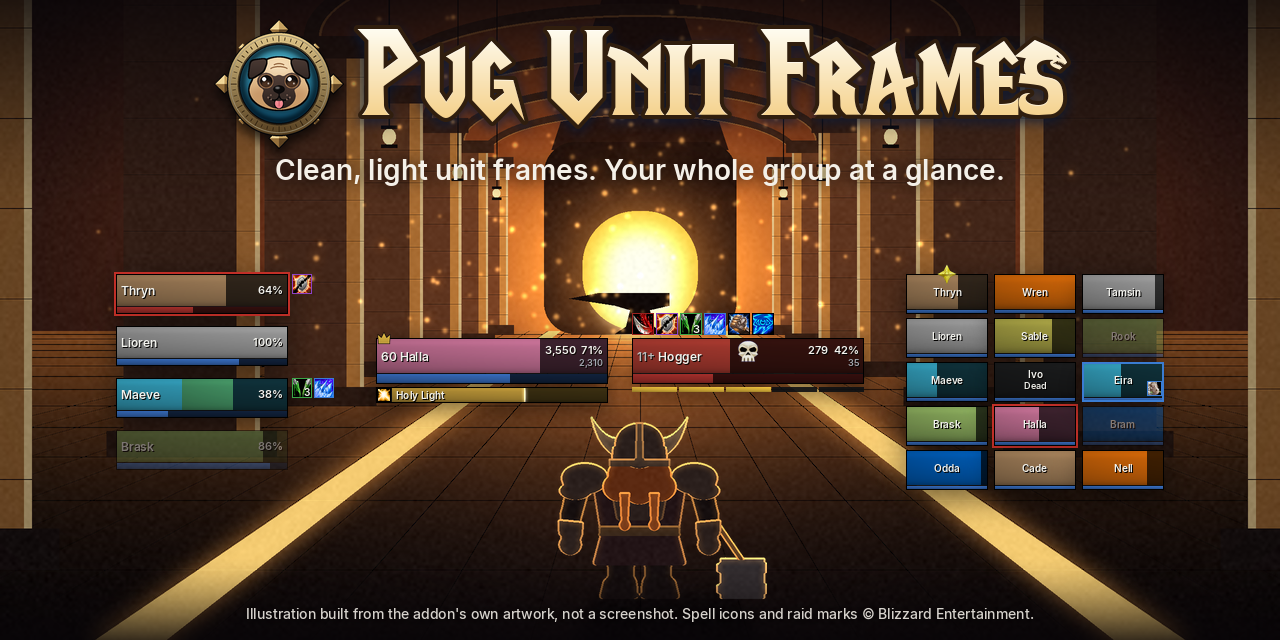 Pug Unit Frames
Clean, light unit frames. Your whole group at a glance.
Thryn 64%
Lioren 100%
Maeve 38%
3
Brask 86%
60 Halla 3,550 71%
2,310
Holy Light
3
11+ Hogger 279 42%
35
Thryn Wren Tamsin
Lioren Sable Rook
Maeve Ivo Dead Eira
Brask Halla Bram
Odda Cade Nell
Illustration built from the addon's own artwork, not a screenshot. Spell icons and raid marks © Blizzard Entertainment.